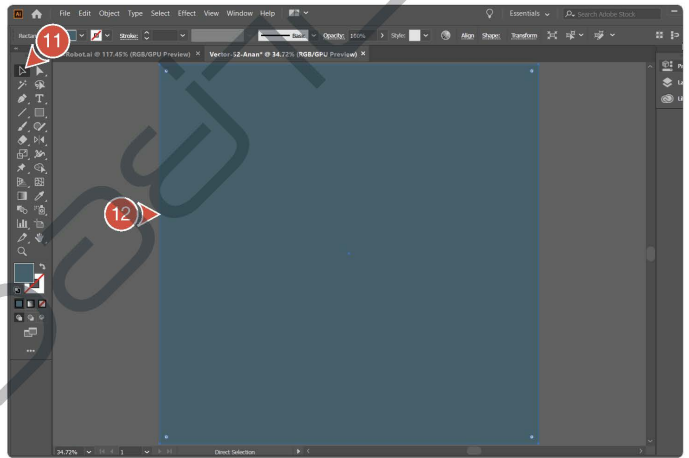 Ai File Edit Object Type Select Effect View Window Help Essentials Search Adobe Stock
Stroke: Basic Opacity: 100% Style: Align Shape: Transform
11
Robot.ai @ 117.45% (RGB/GPU Preview) × Vector-S2-Anan* @ 34.72% (RGB/GPU Preview) ×
12
34.72% 1 Direct Selection